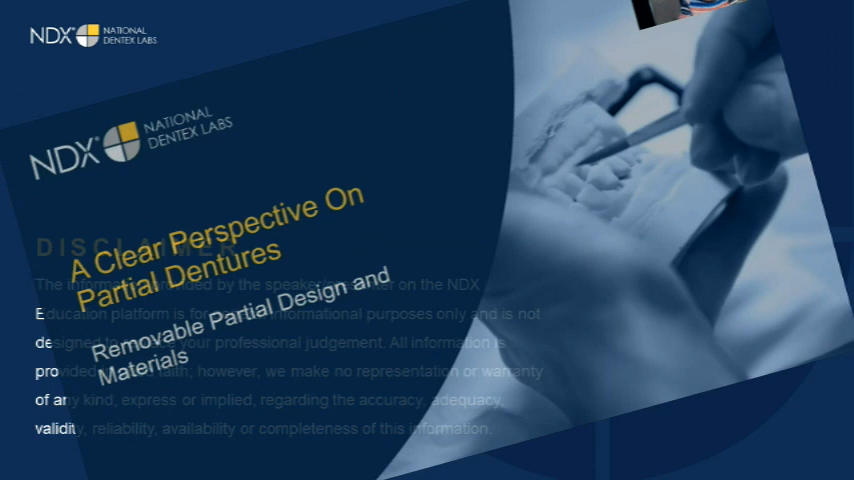 NDX NATIONAL
DENTEX LABS
NDX NATIONAL
DENTEX LABS
A Clear Perspective On
Partial Dentures
Removable Partial Design and
Materials
DISCLAIMER
The information provided by the speaker on the NDX
Education platform is for informational purposes only and is not
designed to your professional judgement. All information is
provided faith; however, we make no representation or warranty
of any kind, express or implied, regarding the accuracy, adequacy,
validity, reliability, availability or completeness of this information.